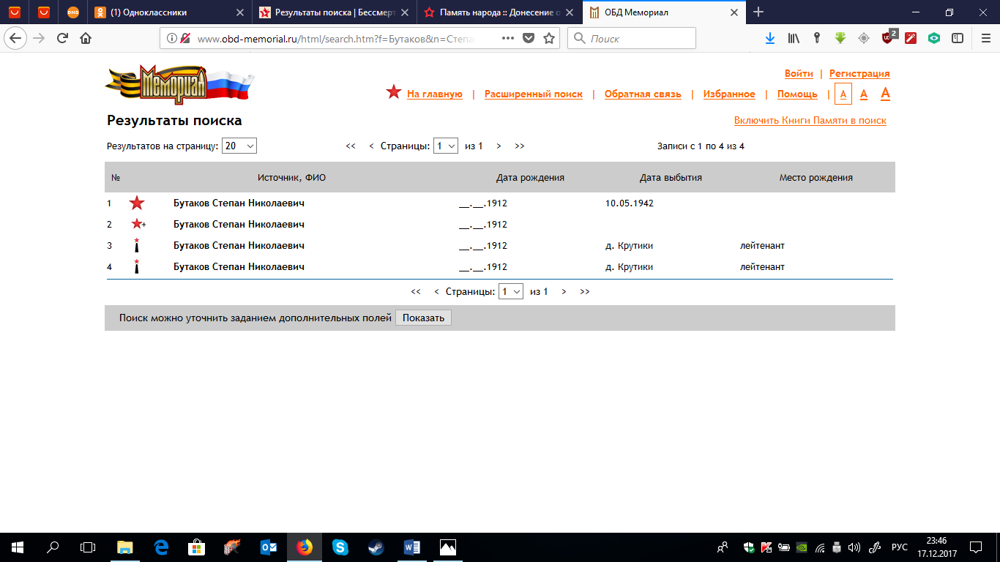 DNS
(1) Одноклассники
Результаты поиска | Бессмерт
Память народа :: Донесение о
ОБД Мемориал
www.obd-memorial.ru/html/search.htm?f=Бутаков&n=Степа
Поиск
2
Мемориал
Войти | Регистрация
На главную | Расширенный поиск | Обратная связь | Избранное | Помощь | А А А
Результаты поиска
Включить Книги Памяти в поиск
Результатов на страницу: 20 << < Страницы: 1 из 1 > >> Записи с 1 по 4 из 4
№ Источник, ФИО Дата рождения Дата выбытия Место рождения
1 Бутаков Степан Николаевич __.__.1912 10.05.1942
2 + Бутаков Степан Николаевич __.__.1912
3 Бутаков Степан Николаевич __.__.1912 д. Крутики лейтенант
4 Бутаков Степан Николаевич __.__.1912 д. Крутики лейтенант
<< < Страницы: 1 из 1 > >>
Поиск можно уточнить заданием дополнительных полей Показать
РУС
23:46
17.12.2017